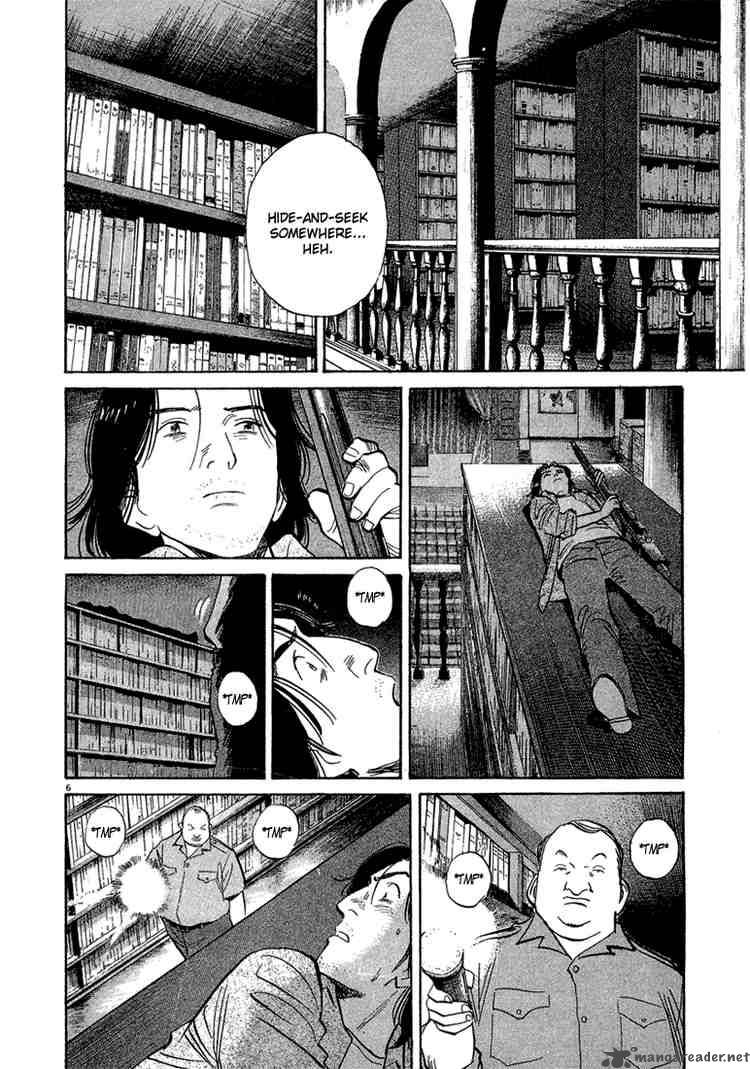 HIDE-AND-SEEK
SOMEWHERE...
HEH.
*TMP*
*TMP*
6
*TMP*
*TMP*
*TMP*
*TMP*
mangareader.net